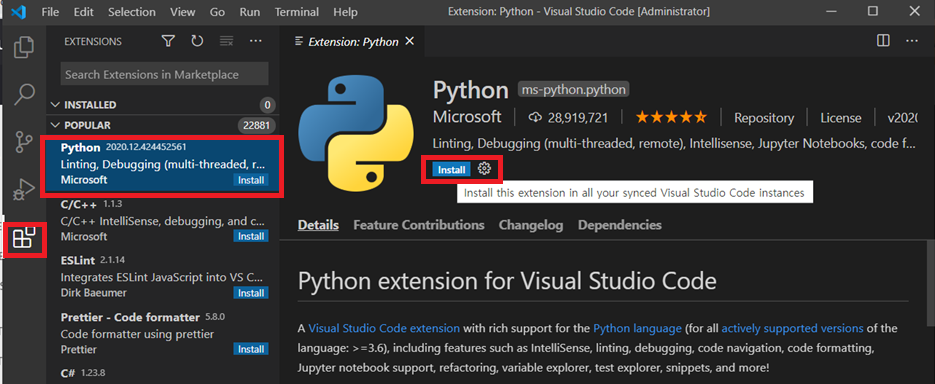 File Edit Selection View Go Run Terminal Help Extension: Python - Visual Studio Code [Administrator]
EXTENSIONS
Search Extensions in Marketplace
INSTALLED 0
POPULAR 22881
Python 2020.12.424452561
Linting, Debugging (multi-threaded, r...
Microsoft Install
C/C++ 1.1.3
C/C++ IntelliSense, debugging, and c...
Microsoft Install
ESLint 2.1.14
Integrates ESLint JavaScript into VS C...
Dirk Baeumer Install
Prettier - Code formatter 5.8.0
Code formatter using prettier
Prettier Install
C# 1.23.8
Extension: Python
Python ms-python.python
Microsoft 28,919,721 Repository License v2020
Linting, Debugging (multi-threaded, remote), Intellisense, Jupyter Notebooks, code f...
Install
Install this extension in all your synced Visual Studio Code instances
Details Feature Contributions Changelog Dependencies
Python extension for Visual Studio Code
A Visual Studio Code extension with rich support for the Python language (for all actively supported versions of the
language: >=3.6), including features such as IntelliSense, linting, debugging, code navigation, code formatting,
Jupyter notebook support, refactoring, variable explorer, test explorer, snippets, and more!